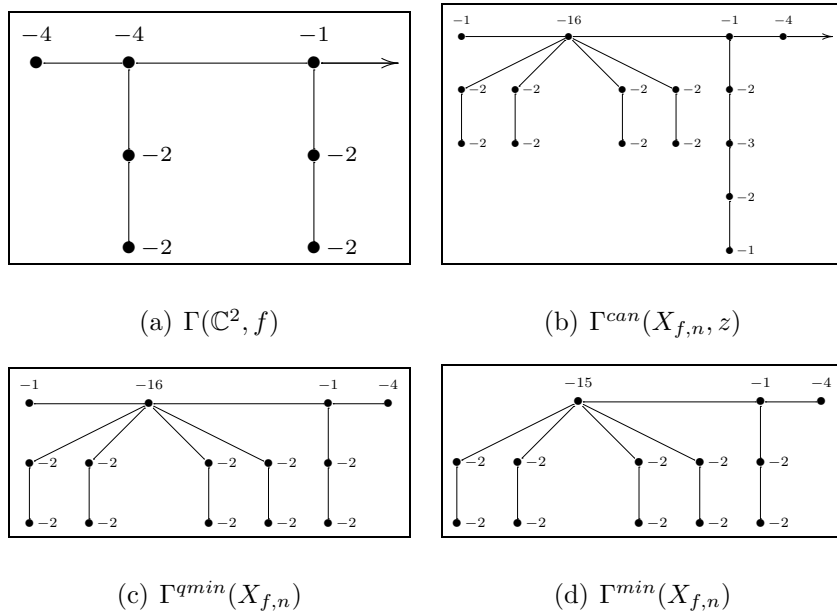 −4 −4 −1
−2 −2
−2 −2
(a) Γ(ℂ², f)
−1 −16 −1 −4
−2 −2 −2 −2 −2
−2 −2 −2 −2 −3
−2
−1
(b) Γ^{can}(X_{f,n}, z)
−1 −16 −1 −4
−2 −2 −2 −2 −2
−2 −2 −2 −2 −2
(c) Γ^{qmin}(X_{f,n})
−15 −1 −4
−2 −2 −2 −2 −2
−2 −2 −2 −2 −2
(d) Γ^{min}(X_{f,n})